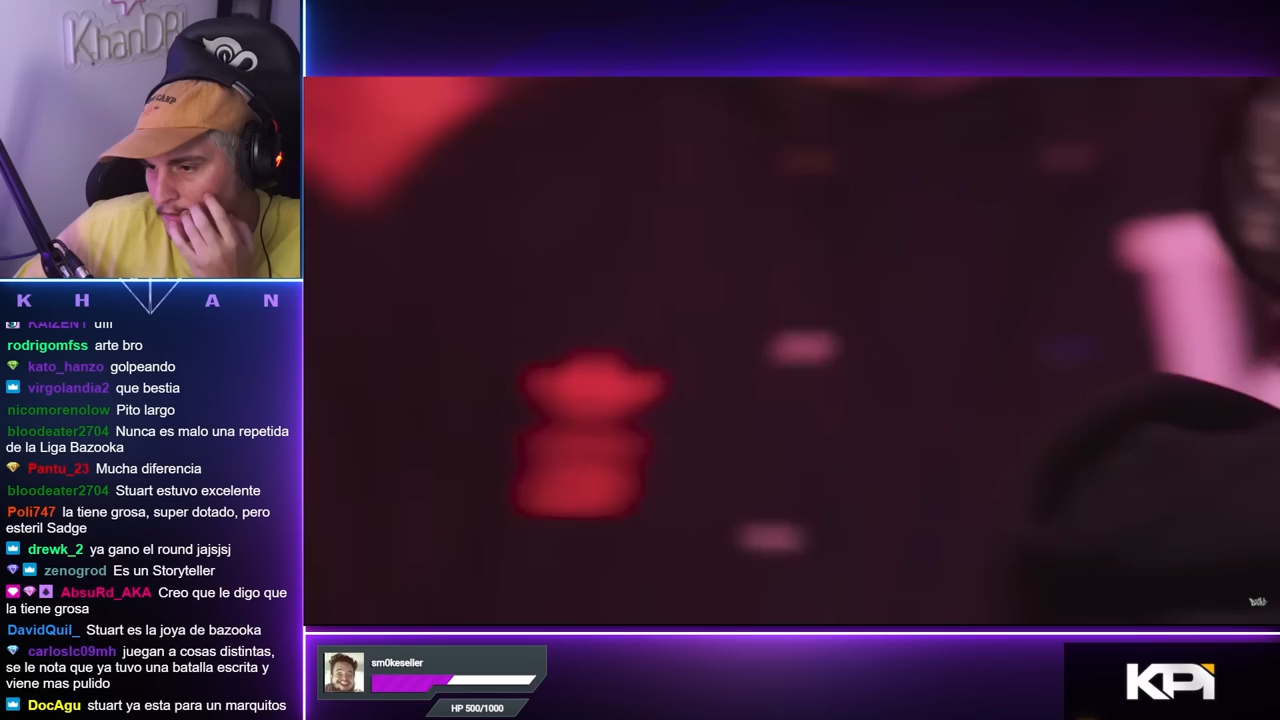 KhanDBL
CAMP
K H A N
KAIZENT uiii
rodrigomfss arte bro
kato_hanzo golpeando
virgolandia2 que bestia
nicomorenolow Pito largo
bloodeater2704 Nunca es malo una repetida
de la Liga Bazooka
Pantu_23 Mucha diferencia
bloodeater2704 Stuart estuvo excelente
Poli747 la tiene grosa, super dotado, pero
esteril Sadge
drewk_2 ya gano el round jajsjsj
zenogrod Es un Storyteller
AbsuRd_AKA Creo que le digo que
la tiene grosa
DavidQuil_ Stuart es la joya de bazooka
carloslc09mh juegan a cosas distintas,
se le nota que ya tuvo una batalla escrita y
viene mas pulido
DocAgu stuart ya esta para un marquitos
sm0keseller
HP 500/1000
KPI